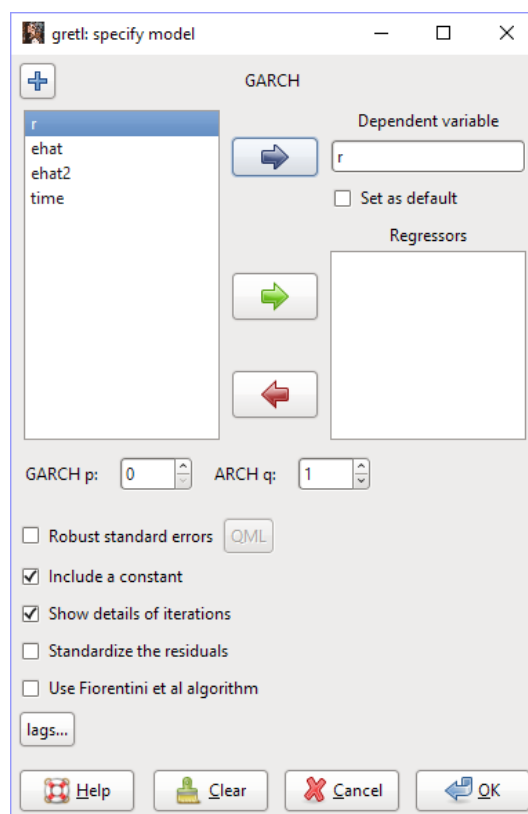 gretl: specify model
GARCH
r
ehat
ehat2
time
Dependent variable
r
Set as default
Regressors
GARCH p: 0 ARCH q: 1
Robust standard errors QML
Include a constant
Show details of iterations
Standardize the residuals
Use Fiorentini et al algorithm
lags...
Help Clear Cancel OK